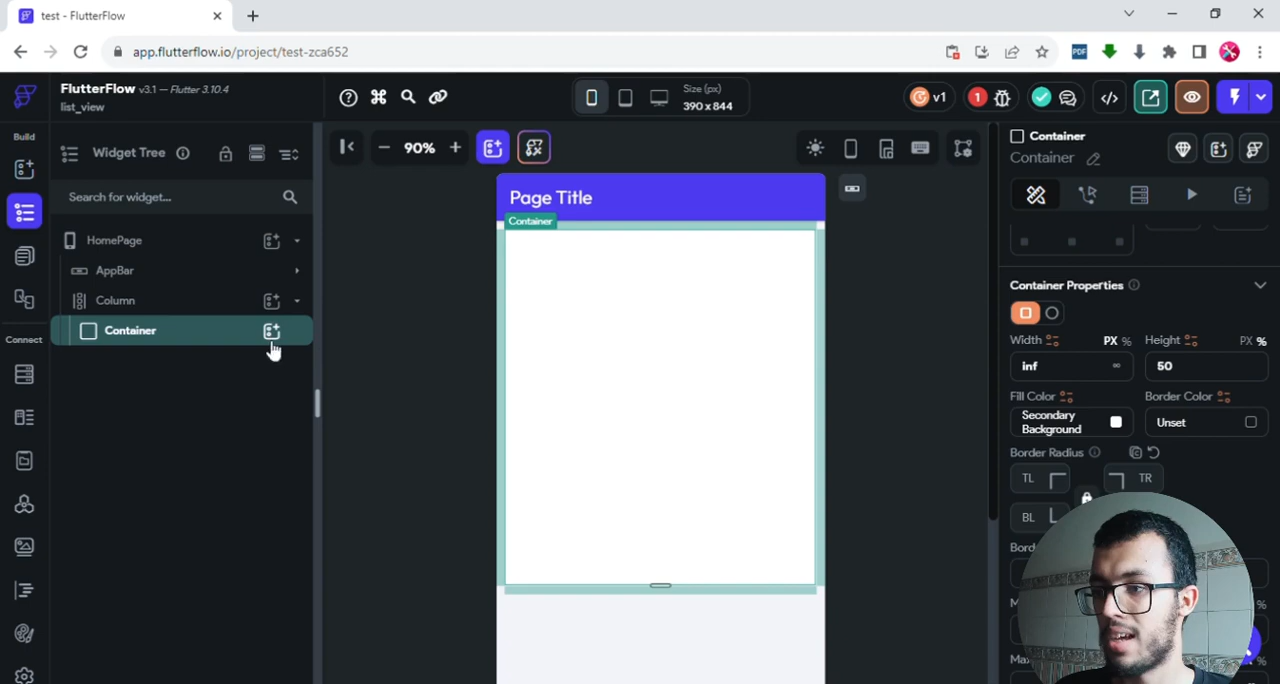 test - FlutterFlow
app.flutterflow.io/project/test-zca652
PDF
FlutterFlow v3.1 – Flutter 3.10.4
list_view
Size (px)
390 x 844
v1
1
Build
Widget Tree
90%
Container
Container
Search for widget...
Page Title
Container
HomePage
AppBar
Column
Container
Connect
Container Properties
Width PX % Height PX %
inf ∞ 50
Fill Color Border Color
Secondary
Background
Unset
Border Radius
TL TR
BL
Bord
M
%
Max
%